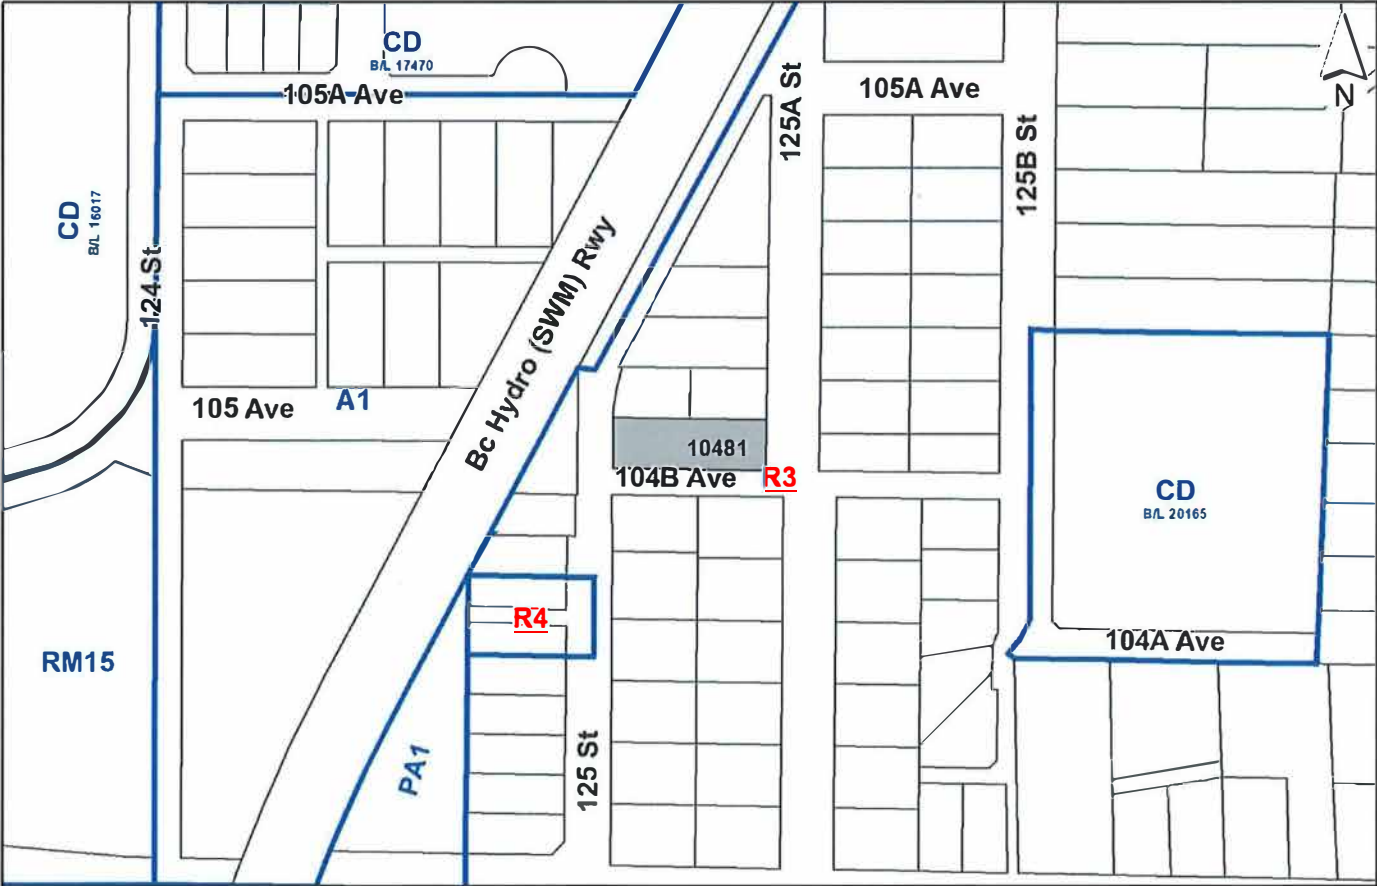 CD
B/L 17470
105A Ave
125A St
105A Ave
N
125B St
CD
B/L 16017
124 St
Bc Hydro (SWM) Rwy
105 Ave
A1
10481
104B Ave
R3
CD
B/L 20165
R4
104A Ave
RM15
PA1
125 St